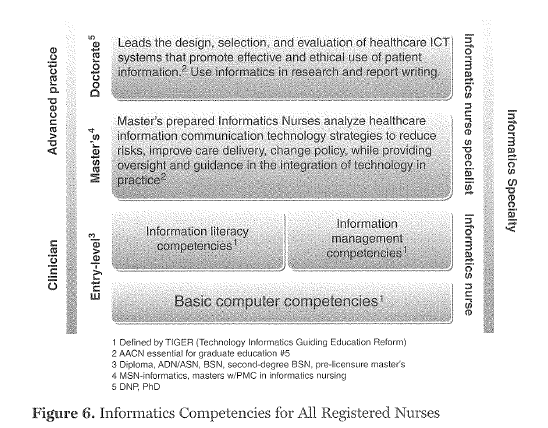 Advanced practice
Clinician
Doctorate5
Master's4
Entry-level3
Leads the design, selection, and evaluation of healthcare ICT
systems that promote effective and ethical use of patient
information.2 Use informatics in research and report writing.
Master's prepared Informatics Nurses analyze healthcare
information communication technology strategies to reduce
risks, improve care delivery, change policy, while providing
oversight and guidance in the integration of technology in
practice2
Information literacy
competencies1
Information
management
competencies1
Basic computer competencies1
Informatics nurse specialist
Informatics nurse
Informatics Specialty
1 Defined by TIGER (Technology Informatics Guiding Education Reform)
2 AACN essential for graduate education #5
3 Diploma, ADN/ASN, BSN, second-degree BSN, pre-licensure master's
4 MSN-informatics, masters w/PMC in informatics nursing
5 DNP, PhD
Figure 6. Informatics Competencies for All Registered Nurses